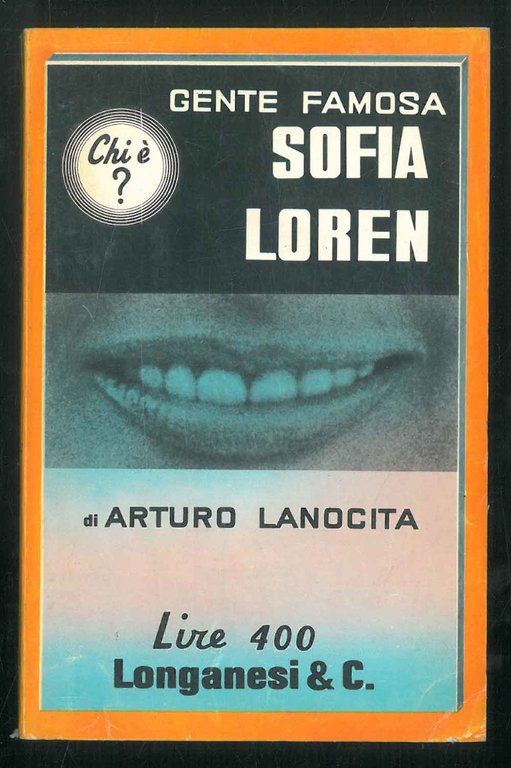 GENTE FAMOSA
Chi è
?
SOFIA
LOREN
di ARTURO LANOCITA
Lire 400
Longanesi & C.